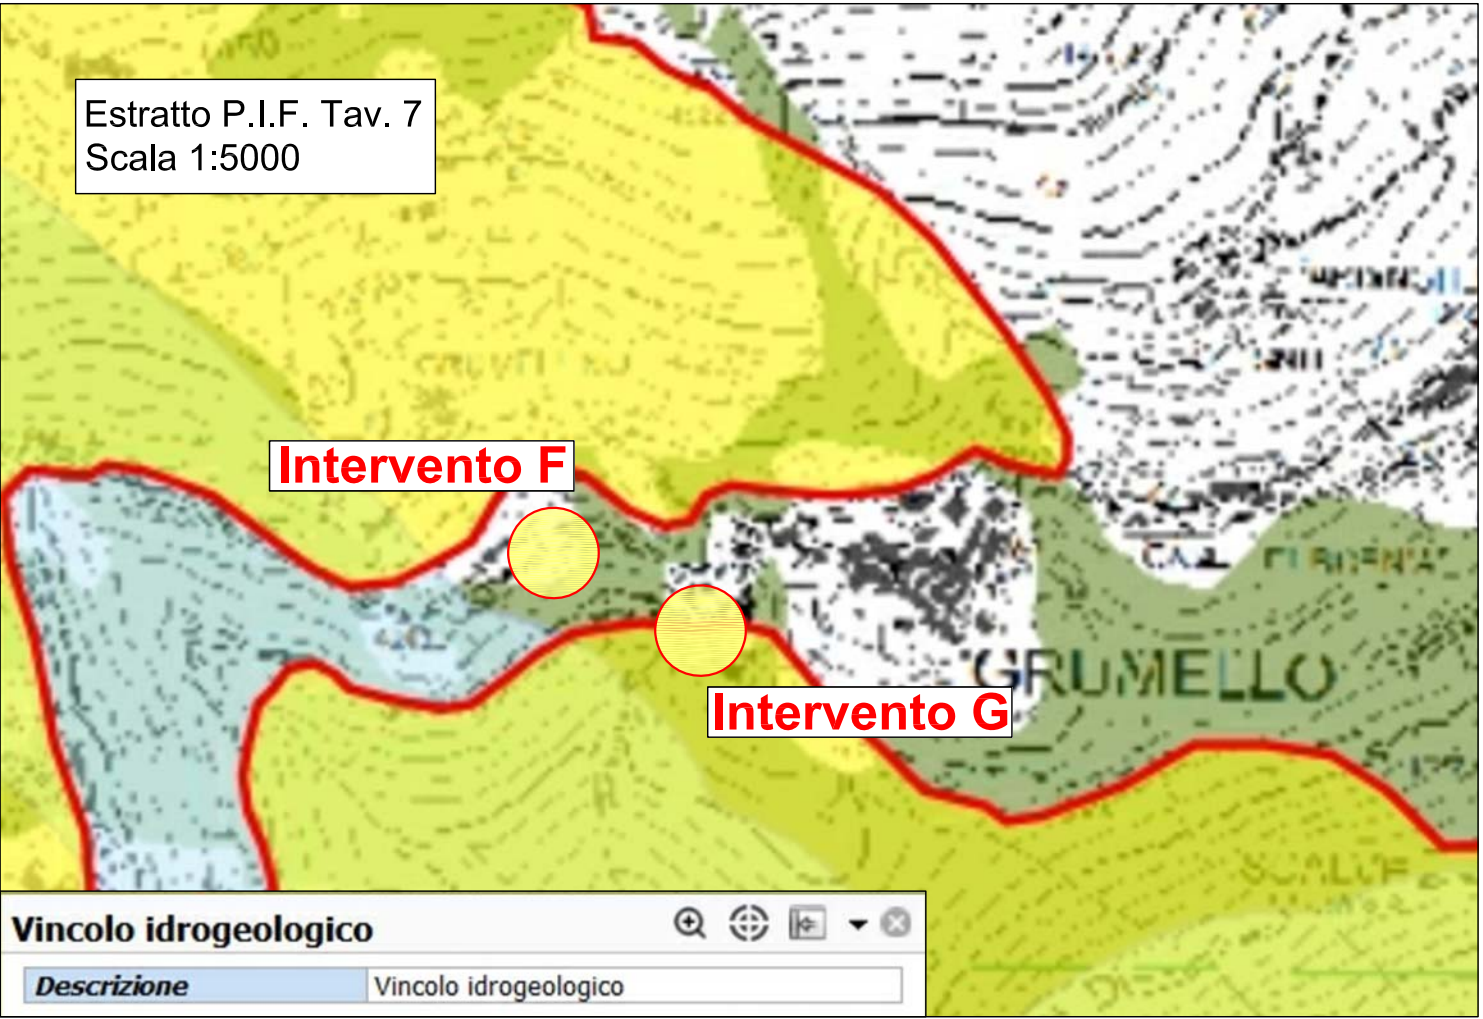 Estratto P.I.F. Tav. 7
Scala 1:5000
Intervento F
Intervento G
GRUMELLO
Vincolo idrogeologico
Descrizione Vincolo idrogeologico